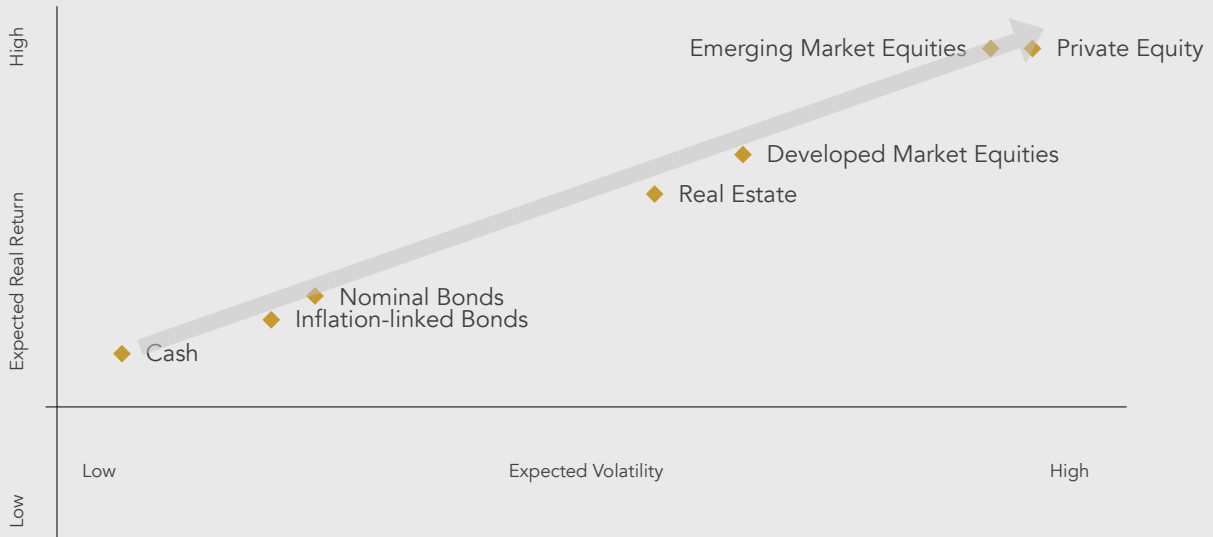 High
Emerging Market Equities
Private Equity
Developed Market Equities
Real Estate
Expected Real Return
Nominal Bonds
Inflation-linked Bonds
Cash
Low
Expected Volatility
High
Low